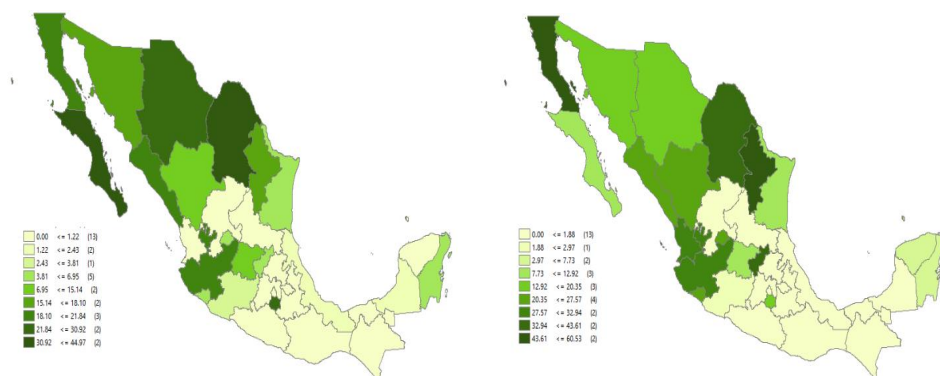 0.00 <= 1.22 (13)
1.22 <= 2.43 (2)
2.43 <= 3.81 (1)
3.81 <= 6.95 (5)
6.95 <= 15.14 (2)
15.14 <= 18.10 (2)
18.10 <= 21.84 (3)
21.84 <= 30.92 (2)
30.92 <= 44.97 (2)
0.00 <= 1.88 (13)
1.88 <= 2.97 (1)
2.97 <= 7.73 (2)
7.73 <= 12.92 (3)
12.92 <= 20.35 (3)
20.35 <= 27.57 (4)
27.57 <= 32.94 (2)
32.94 <= 43.61 (2)
43.61 <= 60.53 (2)